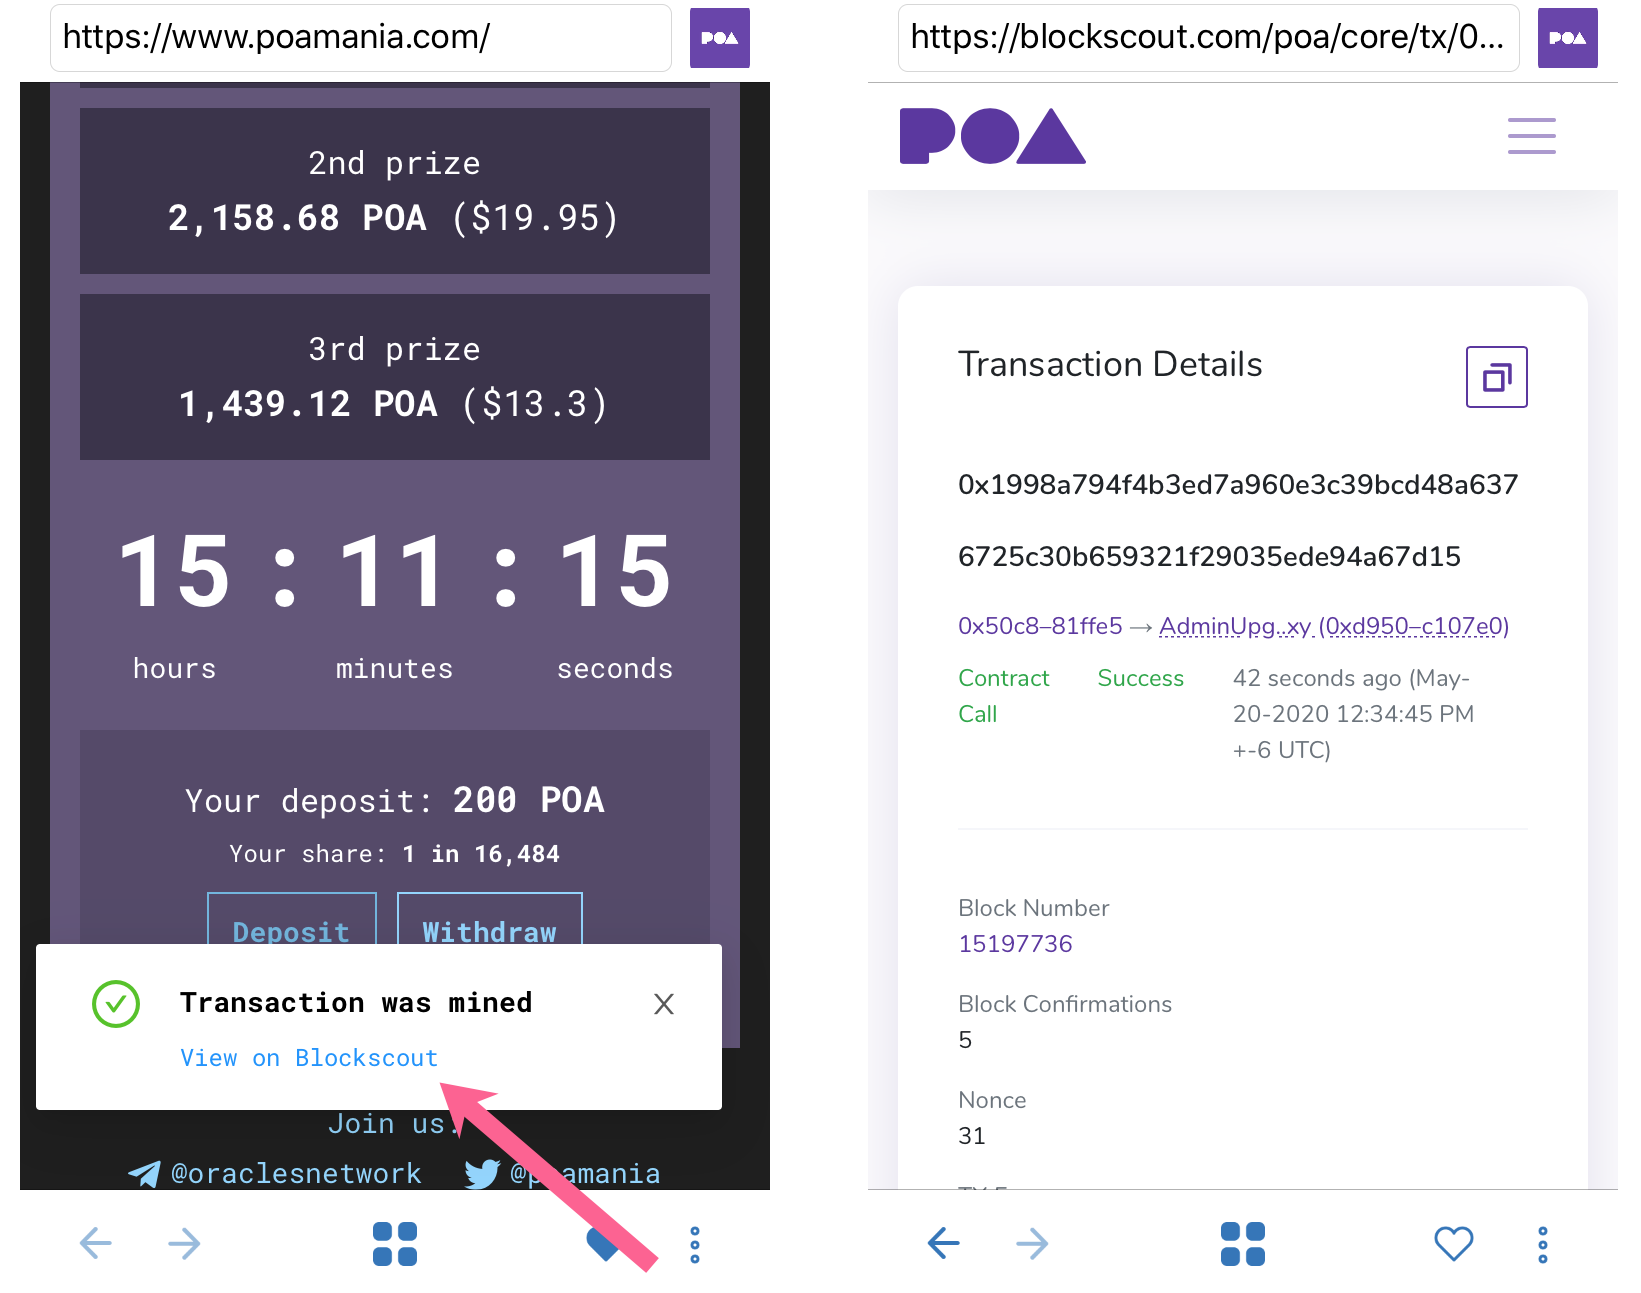 https://www.poamania.com/
POA
2nd prize
2,158.68 POA ($19.95)
3rd prize
1,439.12 POA ($13.3)
15 : 11 : 15
hours minutes seconds
Your deposit: 200 POA
Your share: 1 in 16,484
Deposit Withdraw
Transaction was mined X
View on Blockscout
Join us:
@oraclesnetwork @poamania
https://blockscout.com/poa/core/tx/0...
POA
POA
Transaction Details
0x1998a794f4b3ed7a960e3c39bcd48a637
6725c30b659321f29035ede94a67d15
0x50c8–81ffe5 → AdminUpg..xy (0xd950–c107e0)
Contract Call
Success
42 seconds ago (May-
20-2020 12:34:45 PM
+-6 UTC)
Block Number
15197736
Block Confirmations
5
Nonce
31